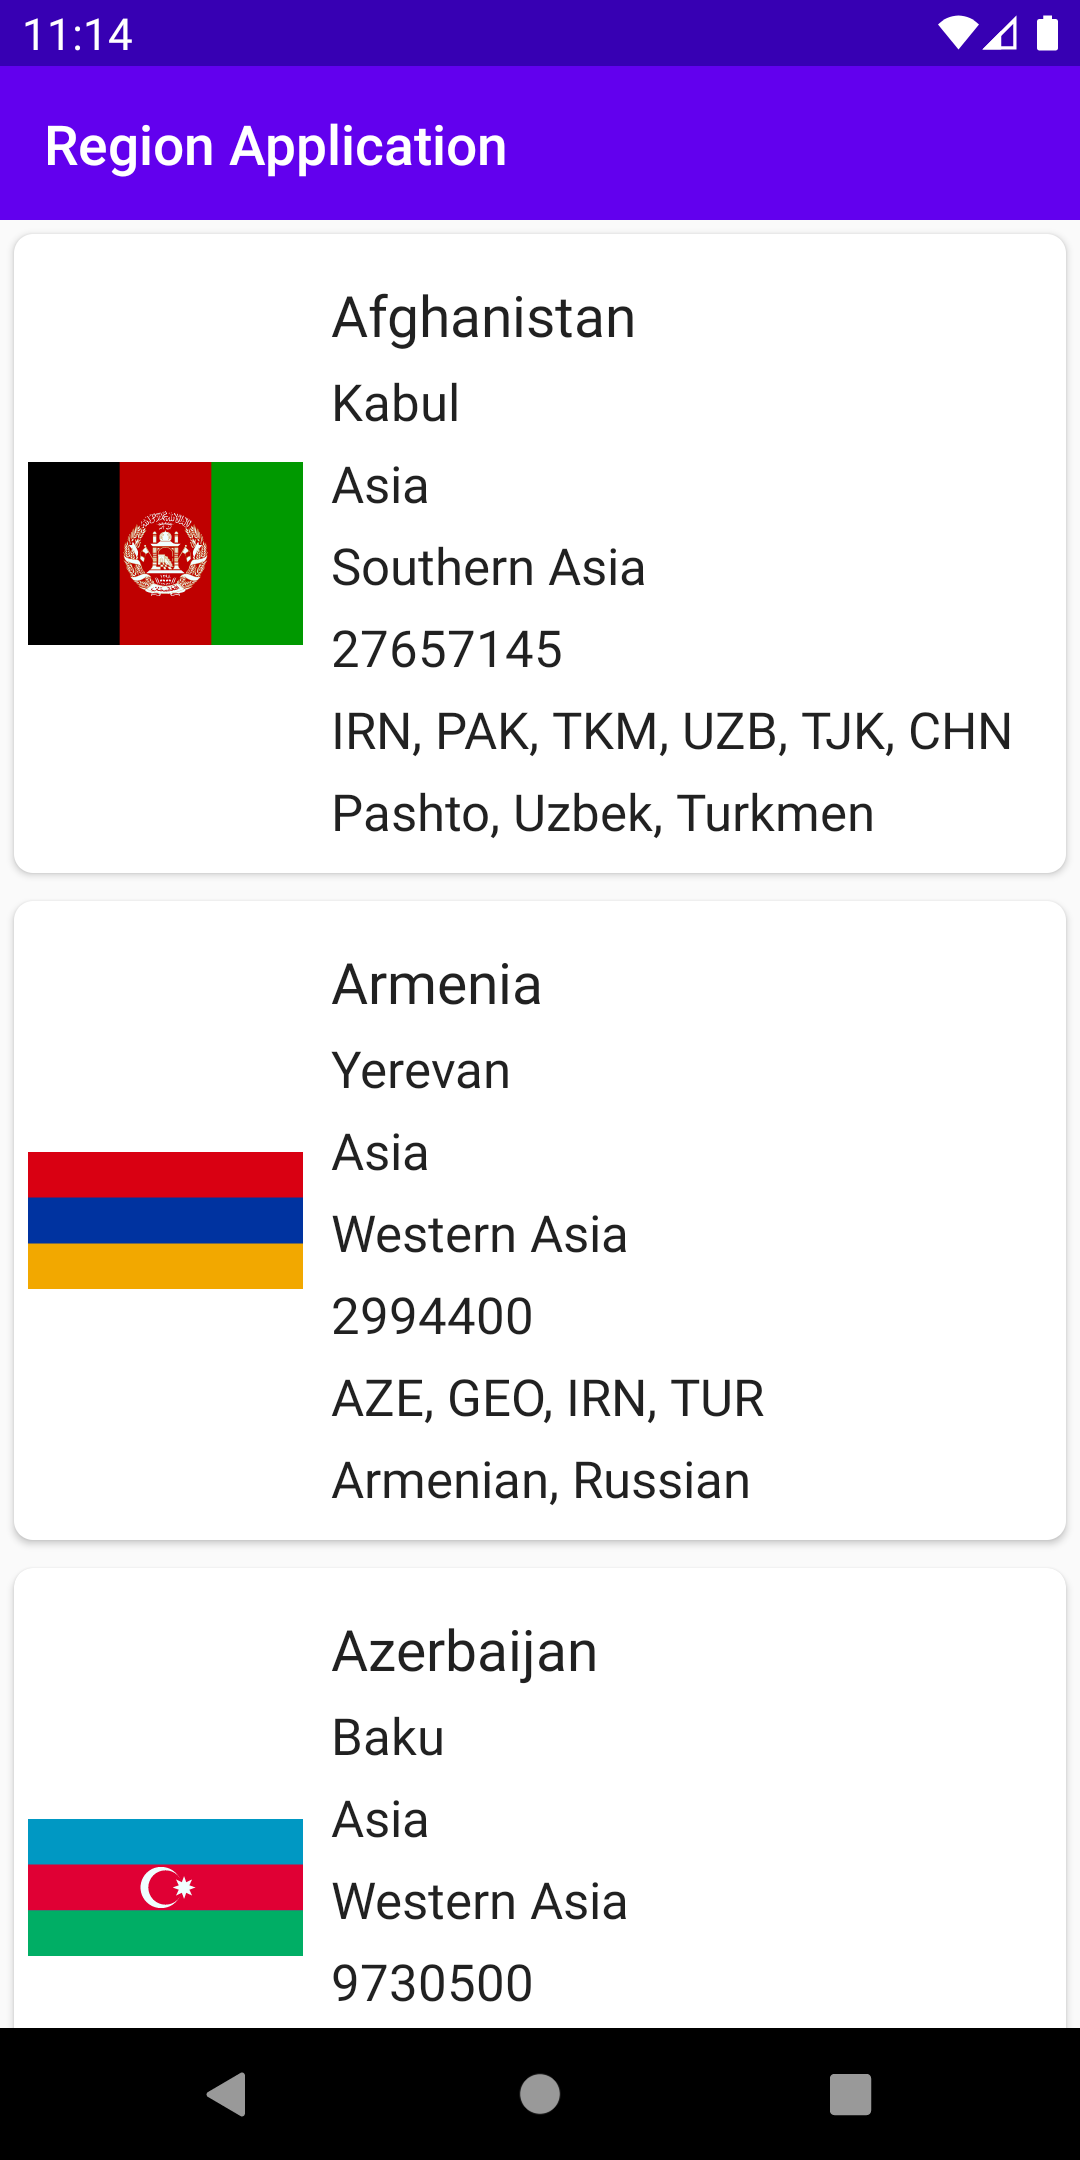 11:14
Region Application
Afghanistan
Kabul
Asia
Southern Asia
27657145
IRN, PAK, TKM, UZB, TJK, CHN
Pashto, Uzbek, Turkmen
Armenia
Yerevan
Asia
Western Asia
2994400
AZE, GEO, IRN, TUR
Armenian, Russian
Azerbaijan
Baku
Asia
Western Asia
9730500